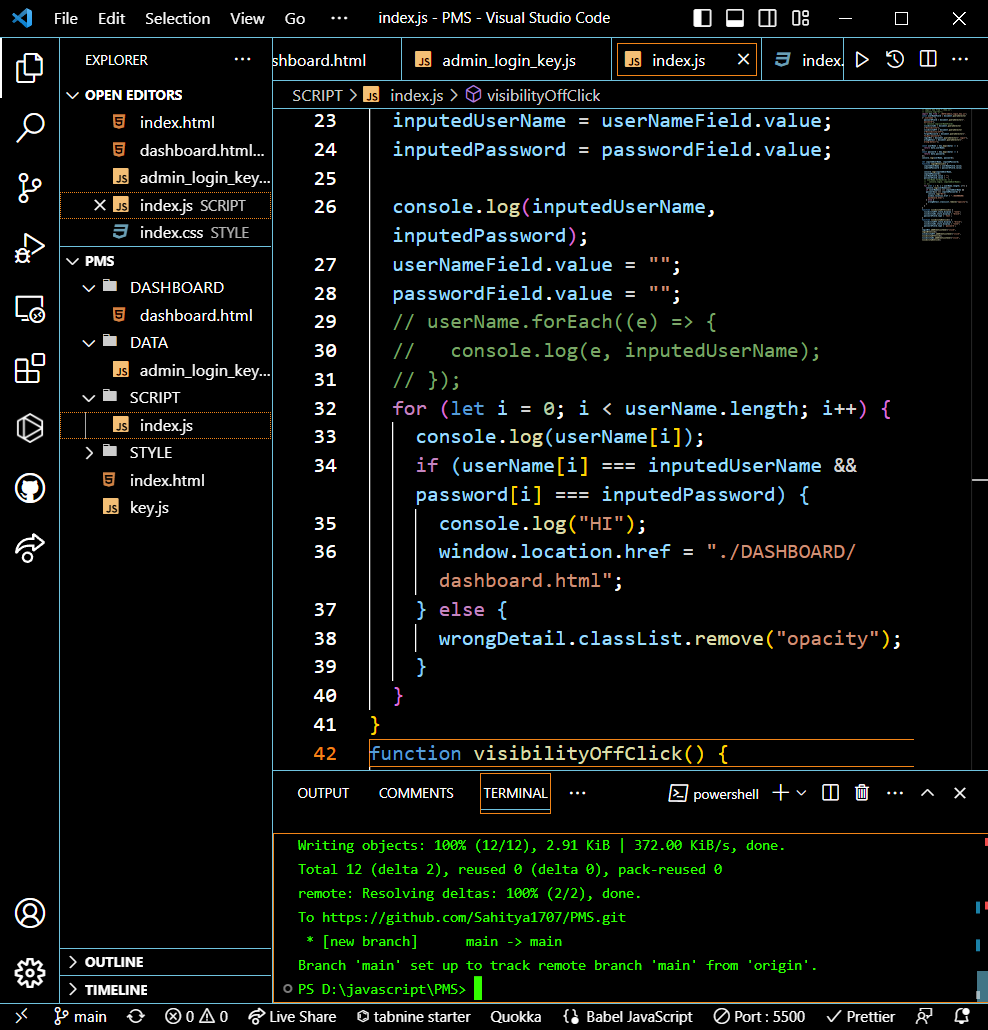 File Edit Selection View Go ··· index.js - PMS - Visual Studio Code
EXPLORER ···
shboard.html admin_login_key.js index.js index.
OPEN EDITORS
index.html
dashboard.html...
admin_login_key...
index.js SCRIPT
index.css STYLE
PMS
DASHBOARD
dashboard.html
DATA
admin_login_key...
SCRIPT
index.js
STYLE
index.html
key.js
OUTLINE
TIMELINE
SCRIPT > JS index.js > visibilityOffClick
23 inputedUserName = userNameField.value;
24 inputedPassword = passwordField.value;
25
26 console.log(inputedUserName,
inputedPassword);
27 userNameField.value = "";
28 passwordField.value = "";
29 // userName.forEach((e) => {
30 //   console.log(e, inputedUserName);
31 // });
32 for (let i = 0; i < userName.length; i++) {
33 console.log(userName[i]);
34 if (userName[i] === inputedUserName &&
password[i] === inputedPassword) {
35 console.log("HI");
36 window.location.href = "./DASHBOARD/
dashboard.html";
37 } else {
38 wrongDetail.classList.remove("opacity");
39 }
40 }
41 }
42 function visibilityOffClick() {
OUTPUT COMMENTS TERMINAL ··· powershell
Writing objects: 100% (12/12), 2.91 KiB | 372.00 KiB/s, done.
Total 12 (delta 2), reused 0 (delta 0), pack-reused 0
remote: Resolving deltas: 100% (2/2), done.
To https://github.com/Sahitya1707/PMS.git
* [new branch]      main -> main
Branch 'main' set up to track remote branch 'main' from 'origin'.
PS D:\javascript\PMS>
main 0 0 Live Share tabnine starter Quokka Babel JavaScript Port : 5500 Prettier